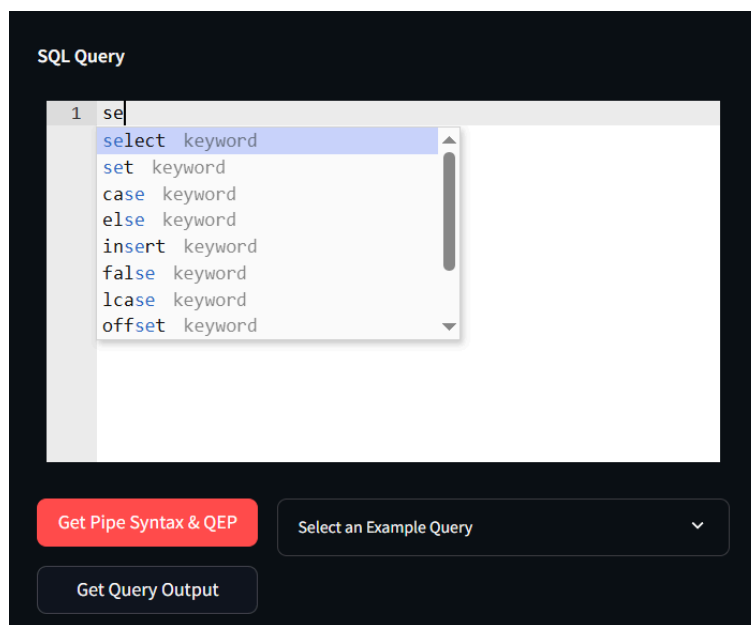 SQL Query
1 se
select keyword
set keyword
case keyword
else keyword
insert keyword
false keyword
lcase keyword
offset keyword
Get Pipe Syntax & QEP
Select an Example Query
Get Query Output